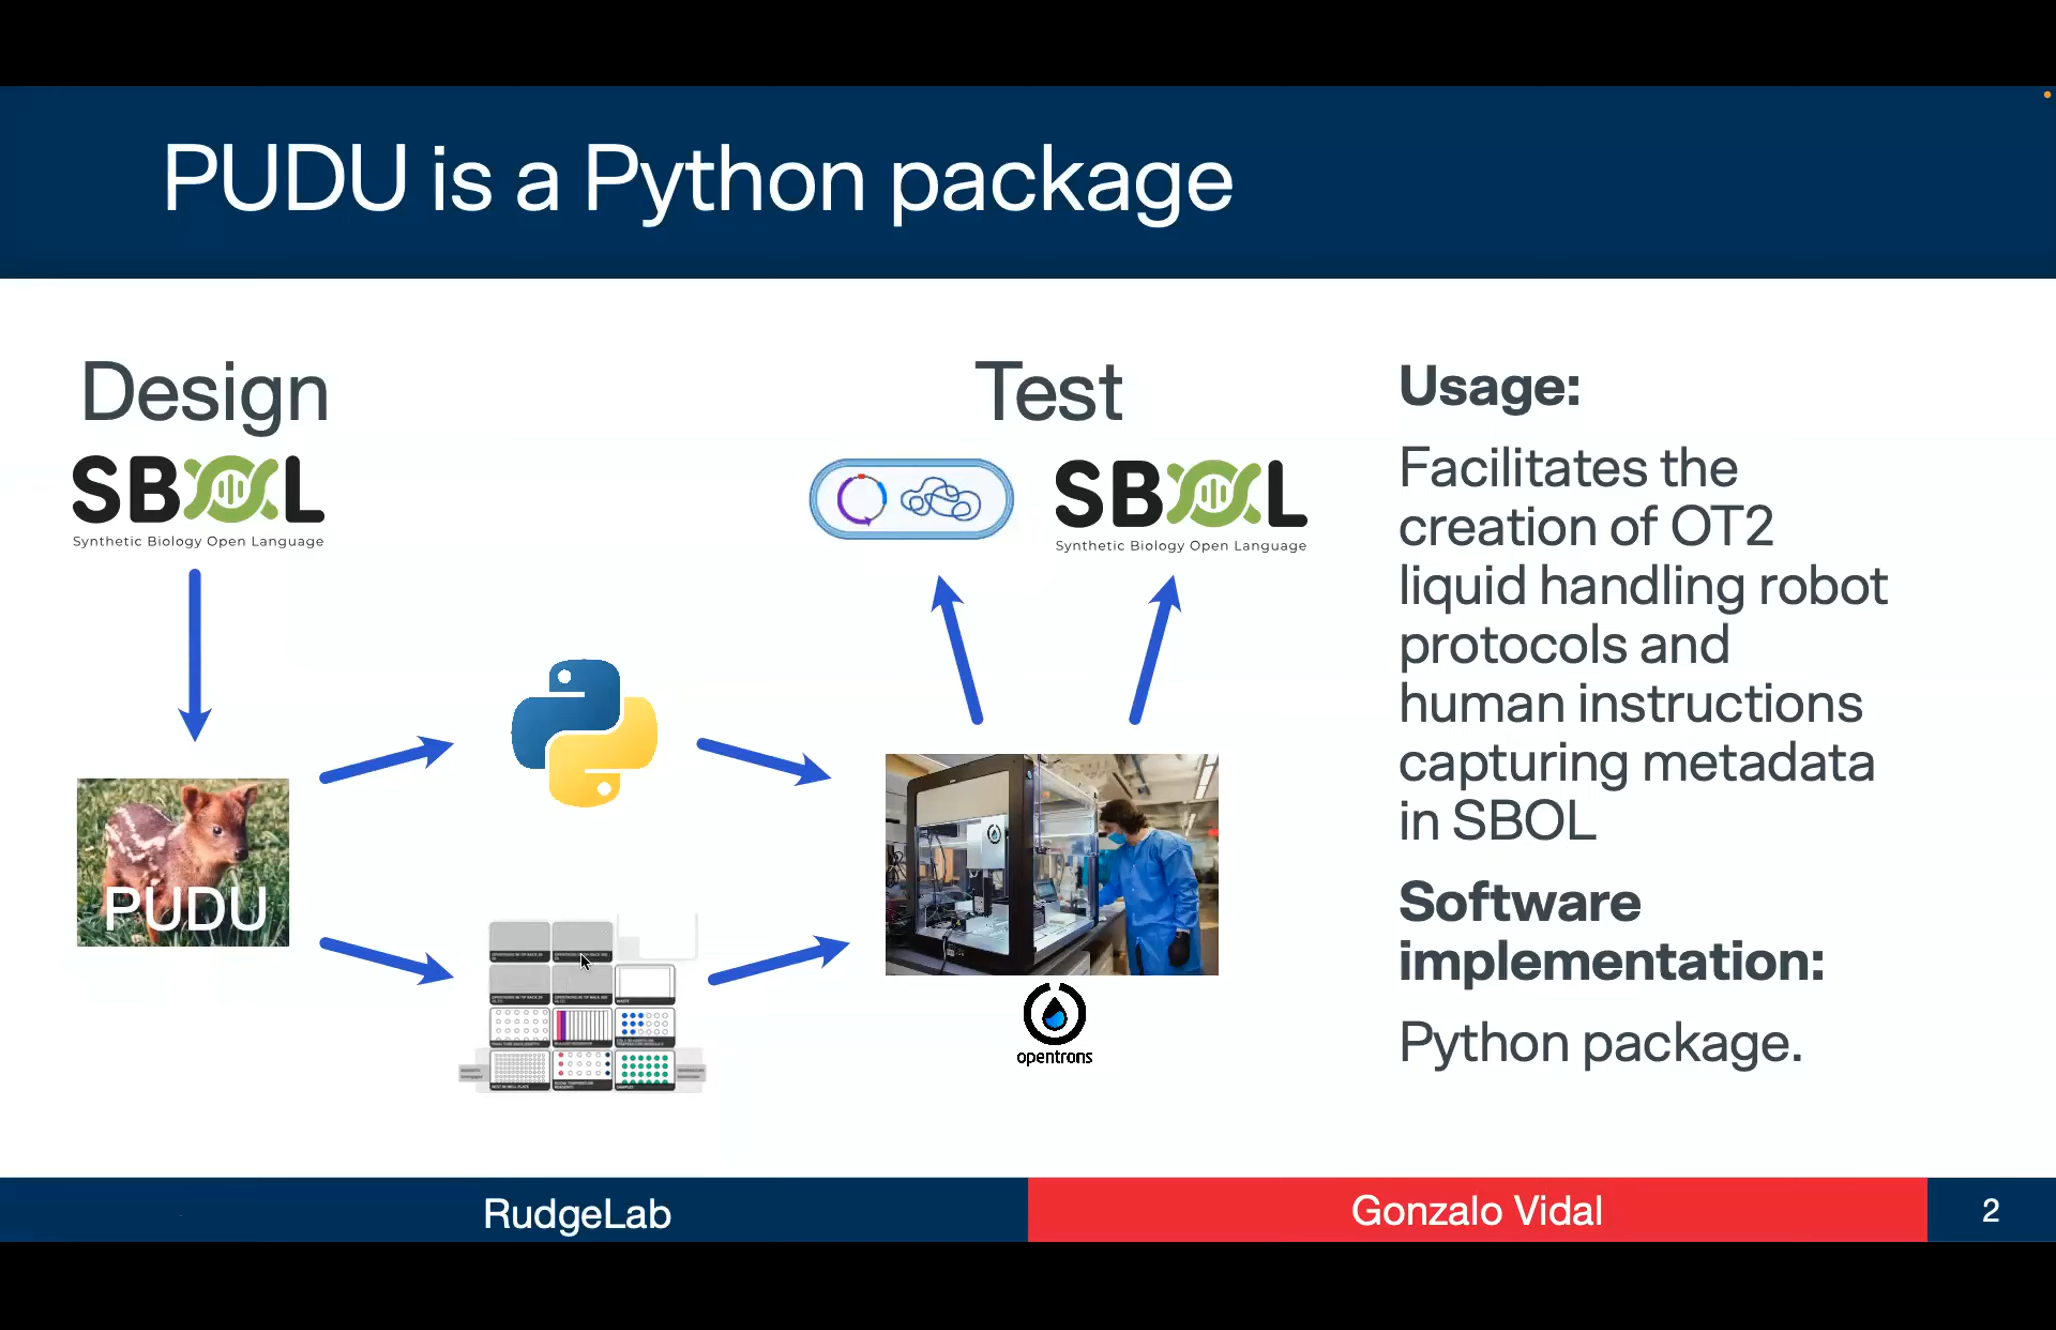 PUDU is a Python package
Design
SBOL
Synthetic Biology Open Language
PUDU
Test
SBOL
Synthetic Biology Open Language
opentrons
Usage:
Facilitates the
creation of OT2
liquid handling robot
protocols and
human instructions
capturing metadata
in SBOL
Software
implementation:
Python package.
RudgeLab
Gonzalo Vidal
2